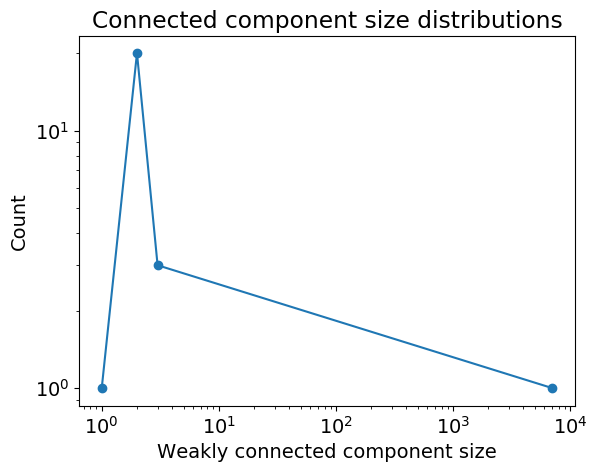 Connected component size distributions
Count
10¹
10⁰
10⁰ 10¹ 10² 10³ 10⁴
Weakly connected component size